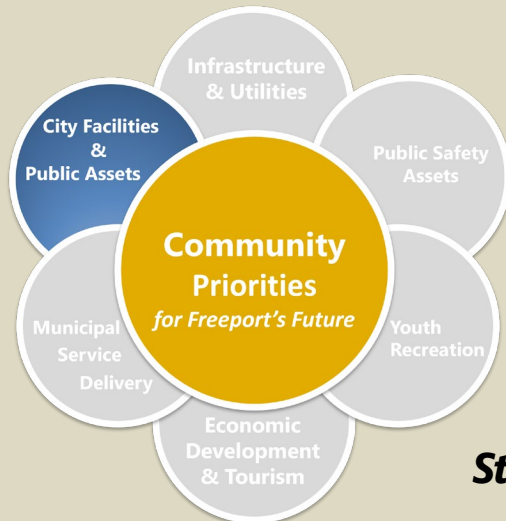 Infrastructure
& Utilities
City Facilities
&
Public Assets
Public Safety
Assets
Community
Priorities
for Freeport's Future
Municipal
Service
Delivery
Youth
Recreation
Economic
Development
& Tourism
St